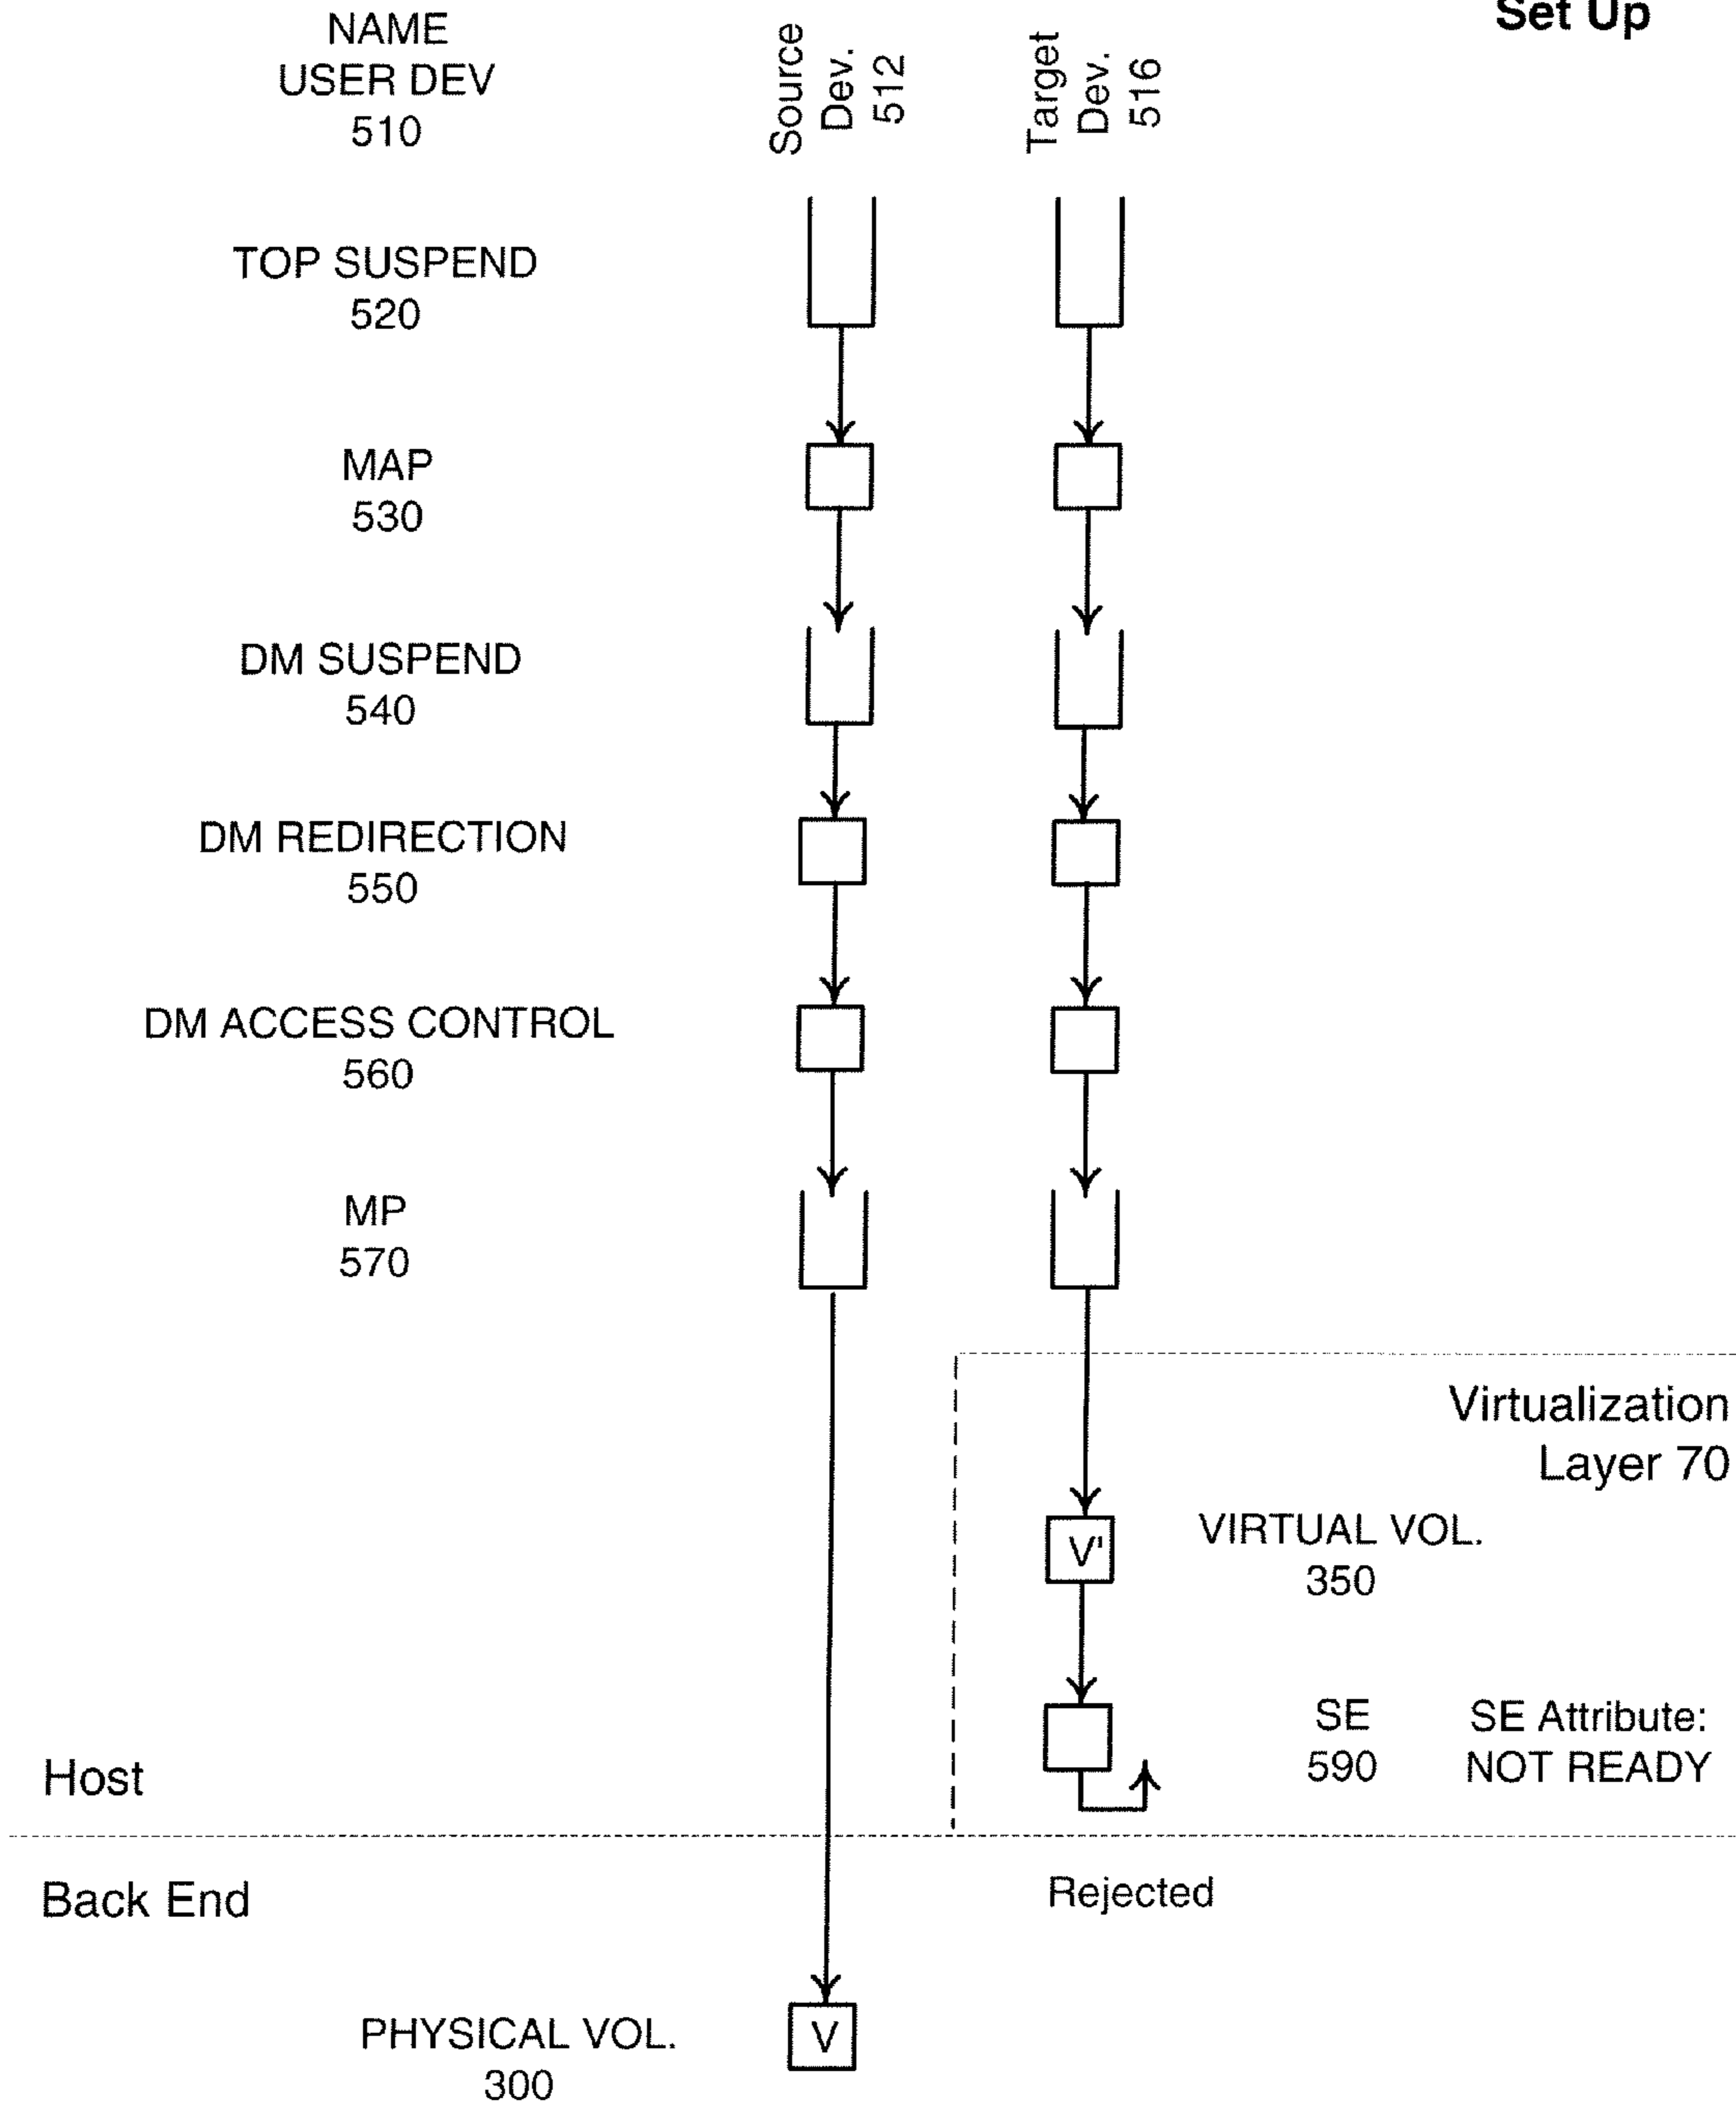 Set Up
NAME
USER DEV
510
Source
Dev.
512
Target
Dev.
516
TOP SUSPEND
520
MAP
530
DM SUSPEND
540
DM REDIRECTION
550
DM ACCESS CONTROL
560
MP
570
Virtualization
Layer 70
V'
VIRTUAL VOL.
350
SE
590
SE Attribute:
NOT READY
Host
Back End
Rejected
PHYSICAL VOL.
300
V